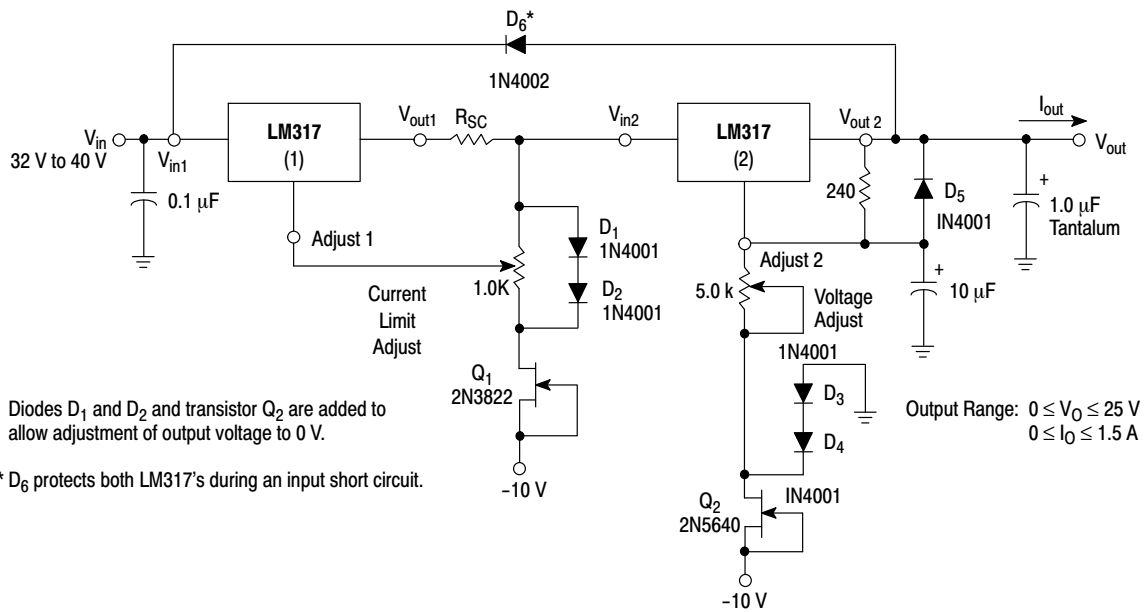 D6*
1N4002
Vin
32 V to 40 V
Vin1
LM317
(1)
Vout1
RSC
Vin2
LM317
(2)
Vout 2
Iout
Vout
0.1 μF
Adjust 1
D1
1N4001
D2
1N4001
1.0K
Current
Limit
Adjust
240
D5
IN4001
+
1.0 μF
Tantalum
Adjust 2
5.0 k
Voltage
Adjust
+
10 μF
Q1
2N3822
–10 V
1N4001
D3
D4
IN4001
Q2
2N5640
–10 V
Diodes D1 and D2 and transistor Q2 are added to
allow adjustment of output voltage to 0 V.
* D6 protects both LM317's during an input short circuit.
Output Range: 0 ≤ VO ≤ 25 V
0 ≤ IO ≤ 1.5 A